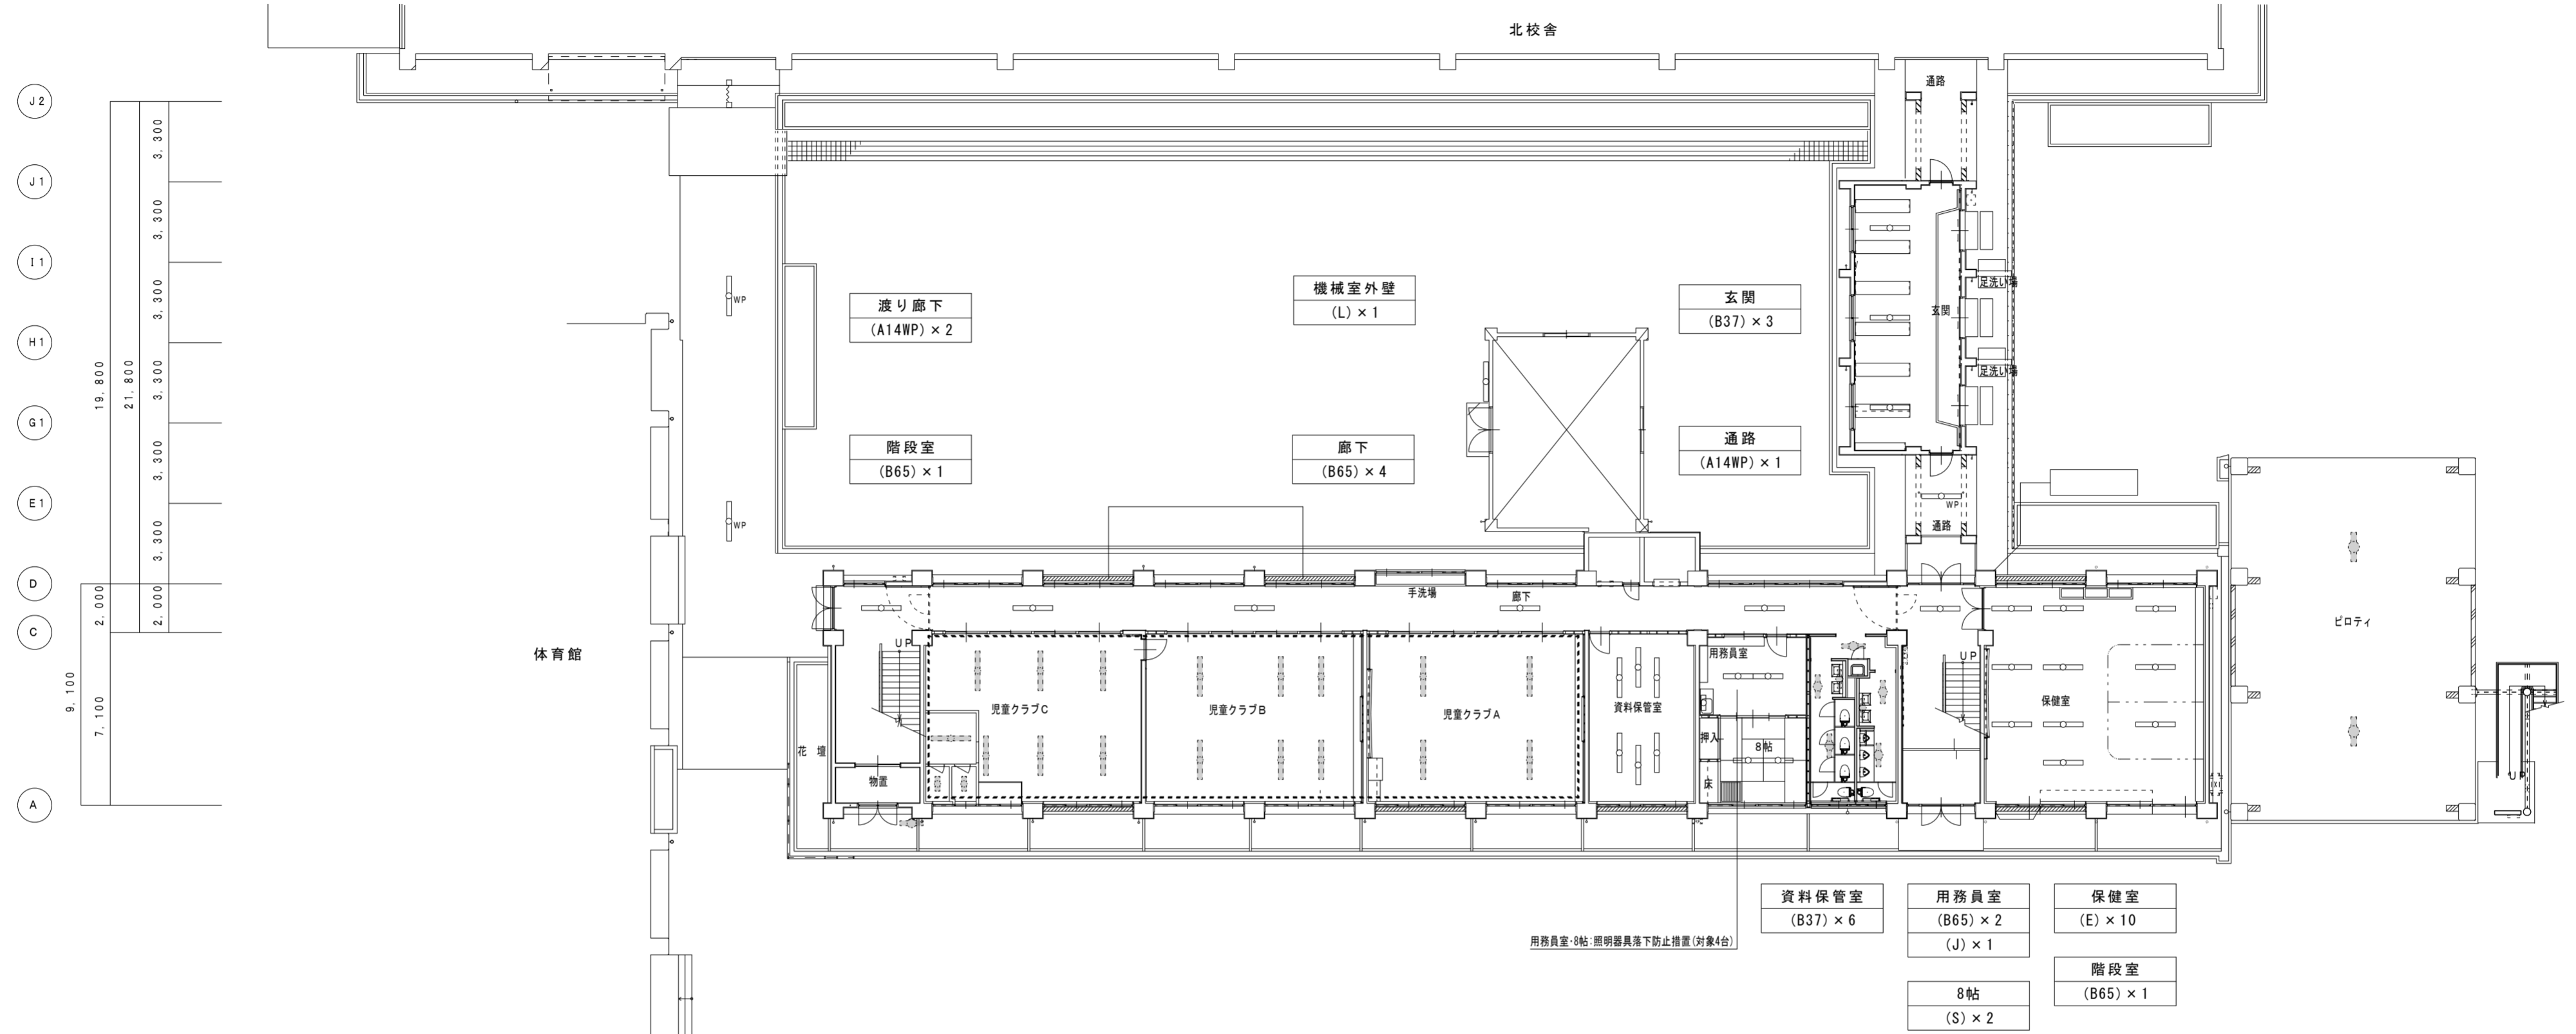 北校舎
通路
J2
J1
I1
H1
G1
E1
D
C
A
3,300
3,300
3,300
3,300
3,300
3,300
2,000
21,800
19,800
2,000
7,100
9,100
WP
WP
渡り廊下
(A14WP)×2
機械室外壁
(L)×1
玄関
(B37)×3
階段室
(B65)×1
廊下
(B65)×4
通路
(A14WP)×1
足洗い場
玄関
足洗い場
WP
通路
手洗場
廊下
ピロティ
体育館
UP
児童クラブC
児童クラブB
児童クラブA
資料保管室
用務員室
押入
8帖
床
UP
保健室
花壇
物置
UP
資料保管室
(B37)×6
用務員室
(B65)×2
(J)×1
保健室
(E)×10
用務員室・8帖:照明器具落下防止措置(対象4台)
階段室
(B65)×1
8帖
(S)×2